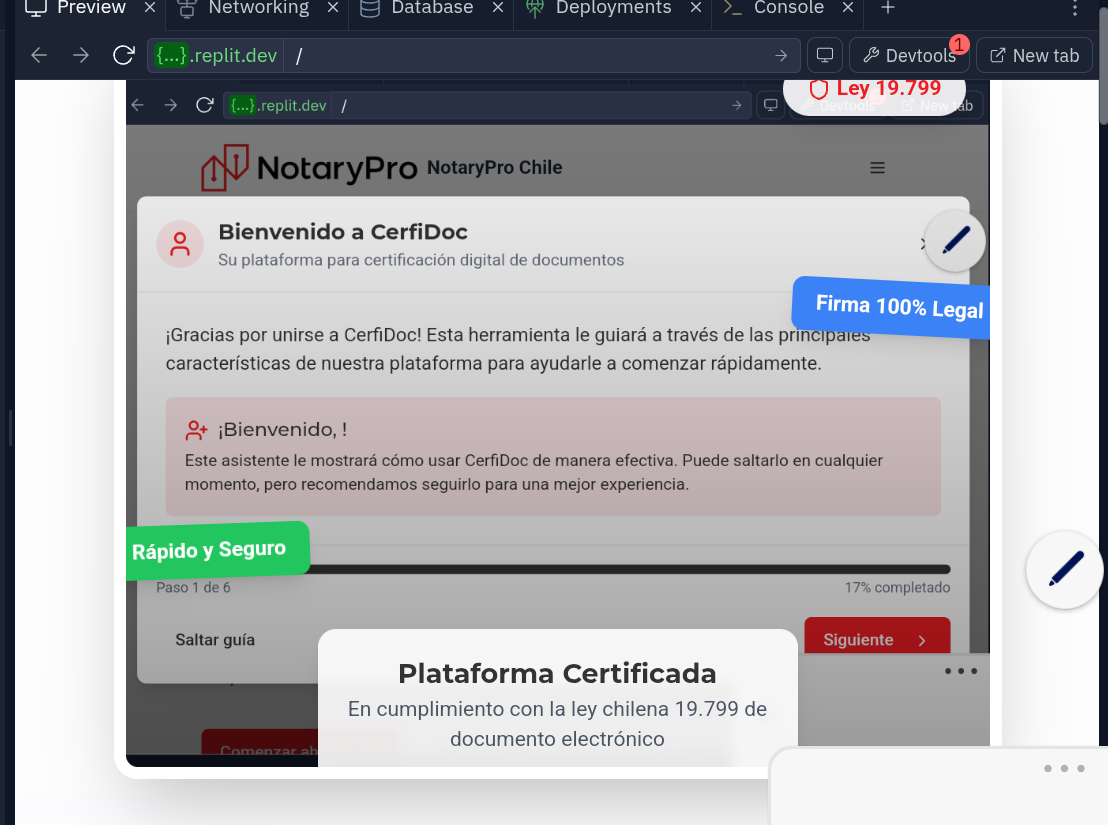 Preview
Networking
Database
Deployments
Console
{...}.replit.dev /
Devtools
1
New tab
{...}.replit.dev /
Devtools
New tab
Ley 19.799
NotaryPro NotaryPro Chile
Bienvenido a CerfiDoc
Su plataforma para certificación digital de documentos
Firma 100% Legal
¡Gracias por unirse a CerfiDoc! Esta herramienta le guiará a través de las principales
características de nuestra plataforma para ayudarle a comenzar rápidamente.
¡Bienvenido, !
Este asistente le mostrará cómo usar CerfiDoc de manera efectiva. Puede saltarlo en cualquier
momento, pero recomendamos seguirlo para una mejor experiencia.
Rápido y Seguro
Paso 1 de 6
17% completado
Saltar guía
Siguiente
Plataforma Certificada
En cumplimiento con la ley chilena 19.799 de
documento electrónico
Comenzar